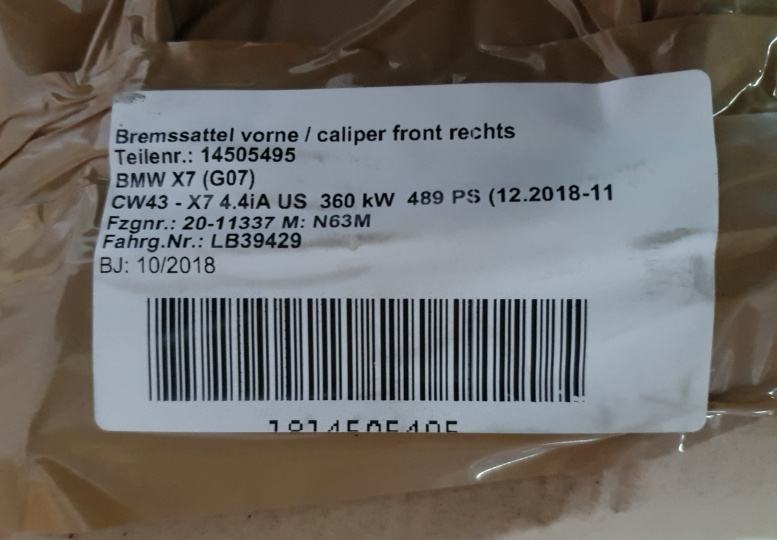 Bremssattel vorne / caliper front rechts
Teilenr.: 14505495
BMW X7 (G07)
CW43 - X7 4.4iA US 360 kW 489 PS (12.2018-11
Fzgnr.: 20-11337 M: N63M
Fahrg.Nr.: LB39429
BJ: 10/2018